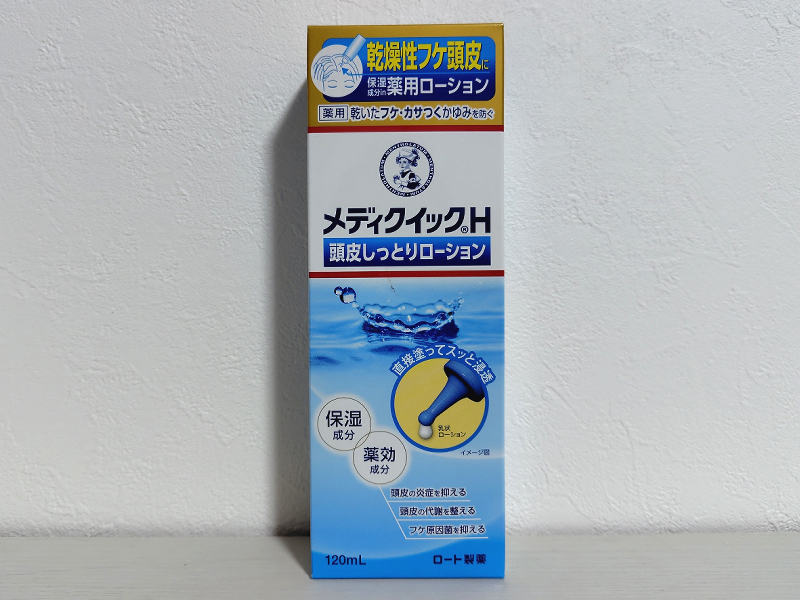 乾燥性フケ頭皮に
保湿成分in薬用ローション
薬用 乾いたフケ・カサつくかゆみを防ぐ
メディクイック®H
頭皮しっとりローション
直接塗ってスッと浸透
乳状
ローション
イメージ図
保湿
成分
薬効
成分
頭皮の炎症を抑える
頭皮の代謝を整える
フケ原因菌を抑える
120mL
ロート製薬